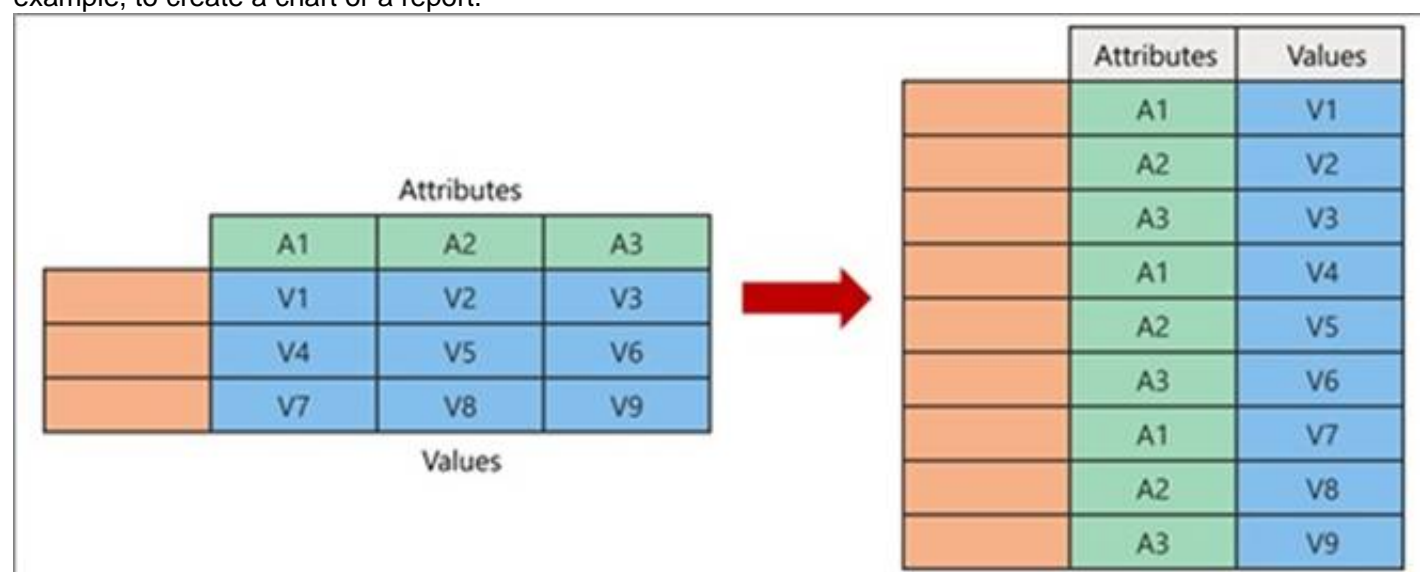 example, to create a chart or a report.
Attributes
A1 A2 A3
V1 V2 V3
V4 V5 V6
V7 V8 V9
Values
Attributes Values
A1 V1
A2 V2
A3 V3
A1 V4
A2 V5
A3 V6
A1 V7
A2 V8
A3 V9